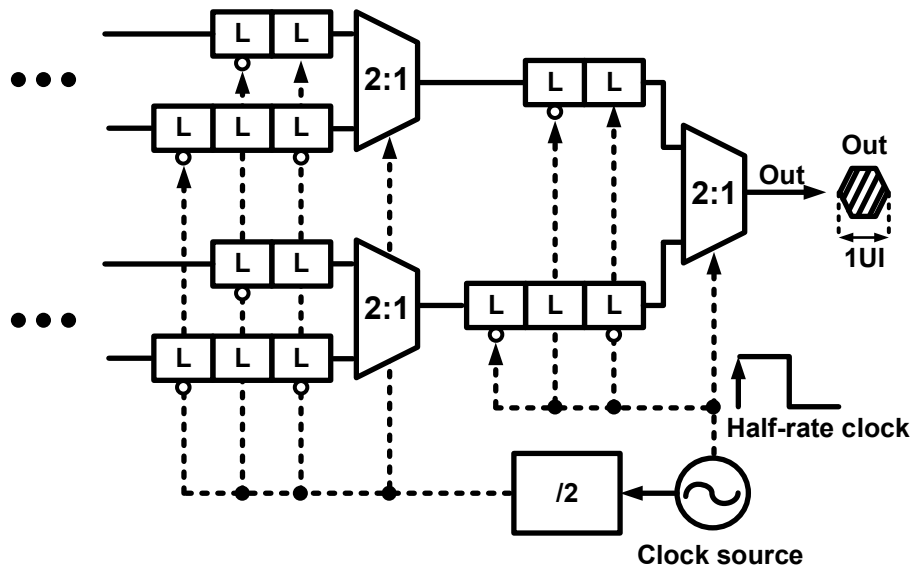 L L
2:1
L L L
L L
2:1
L L L
L L
2:1
L L L
Out
Out
1UI
Half-rate clock
/2
Clock source